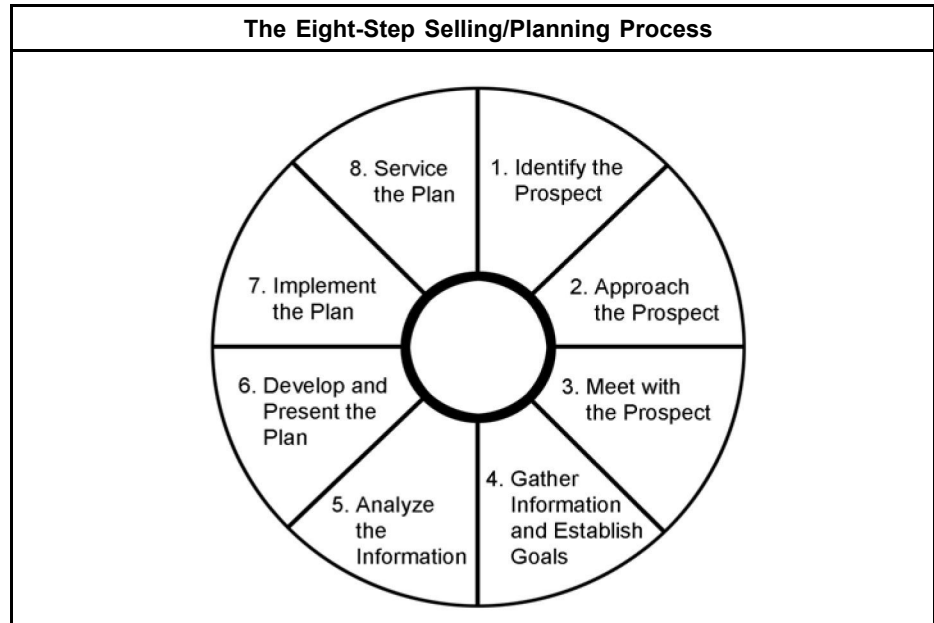 The Eight-Step Selling/Planning Process
8. Service
the Plan
1. Identify the
Prospect
7. Implement
the Plan
2. Approach
the Prospect
6. Develop and
Present the
Plan
3. Meet with
the Prospect
5. Analyze
the
Information
4. Gather
Information
and Establish
Goals